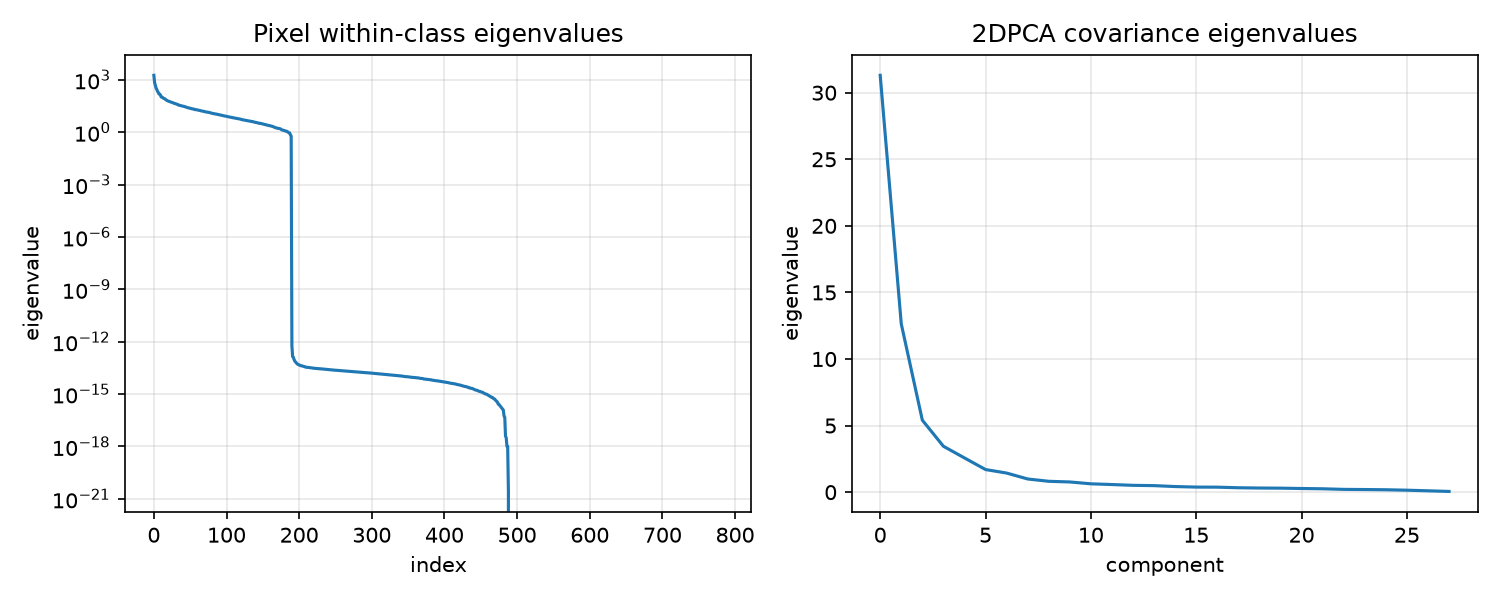 Pixel within-class eigenvalues
eigenvalue
10³
10⁰
10⁻³
10⁻⁶
10⁻⁹
10⁻¹²
10⁻¹⁵
10⁻¹⁸
10⁻²¹
0 100 200 300 400 500 600 700 800
index
2DPCA covariance eigenvalues
eigenvalue
30
25
20
15
10
5
0
0 5 10 15 20 25
component